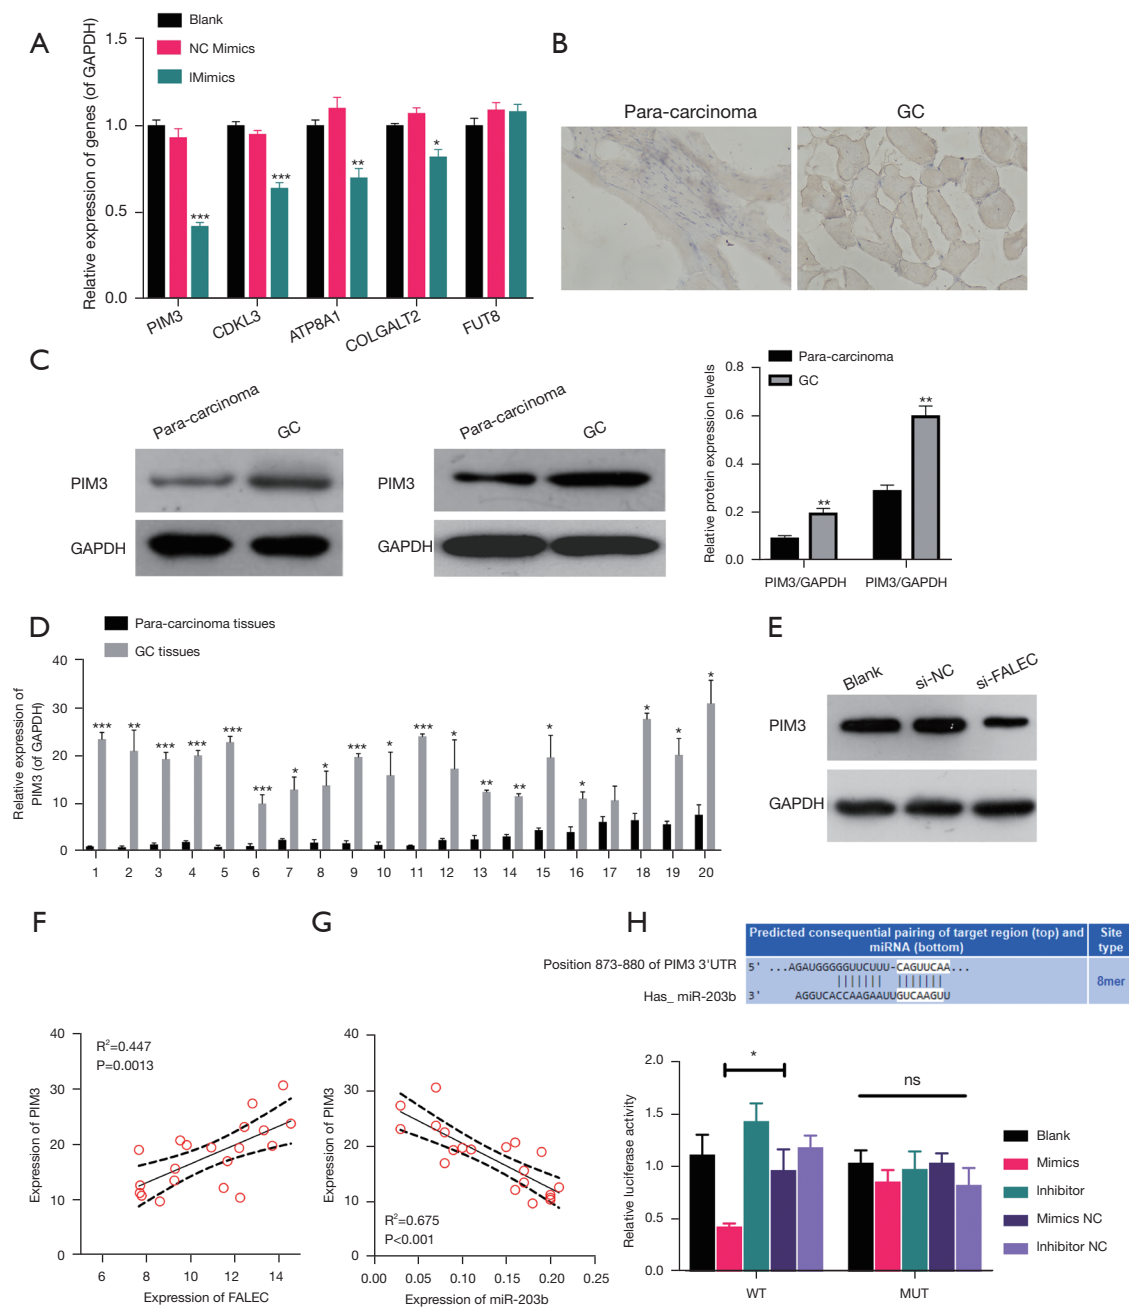 A
Blank
NC Mimics
IMimics
Relative expression of genes (of GAPDH)
1.5
1.0
0.5
0.0
***
***
**
*
PIM3
CDKL3
ATP8A1
COLGALT2
FUT8
B
Para-carcinoma
GC
C
Para-carcinoma
GC
PIM3
GAPDH
Para-carcinoma
GC
PIM3
GAPDH
Para-carcinoma
GC
Relative protein expression levels
0.8
0.6
0.4
0.2
0.0
**
**
PIM3/GAPDH
PIM3/GAPDH
D
Para-carcinoma tissues
GC tissues
Relative expression of
PIM3 (of GAPDH)
40
30
20
10
0
***
**
***
***
***
***
*
*
***
*
***
*
**
**
*
*
*
*
*
1 2 3 4 5 6 7 8 9 10 11 12 13 14 15 16 17 18 19 20
E
Blank
si-NC
si-FALEC
PIM3
GAPDH
F
R²=0.447
P=0.0013
Expression of PIM3
40
30
20
10
0
6 8 10 12 14
Expression of FALEC
G
R²=0.675
P<0.001
Expression of PIM3
40
30
20
10
0
0.00 0.05 0.10 0.15 0.20 0.25
Expression of miR-203b
H
Predicted consequential pairing of target region (top) and
miRNA (bottom)
Site
type
Position 873-880 of PIM3 3'UTR
5' ...AGAUGGGGGUUCUUU-CAGUUCAA...
Has_ miR-203b
3' AGGUCACCAAGAAUUGUCAAGUU
8mer
Relative luciferase activity
2.0
1.5
1.0
0.5
0.0
*
ns
WT
MUT
Blank
Mimics
Inhibitor
Mimics NC
Inhibitor NC